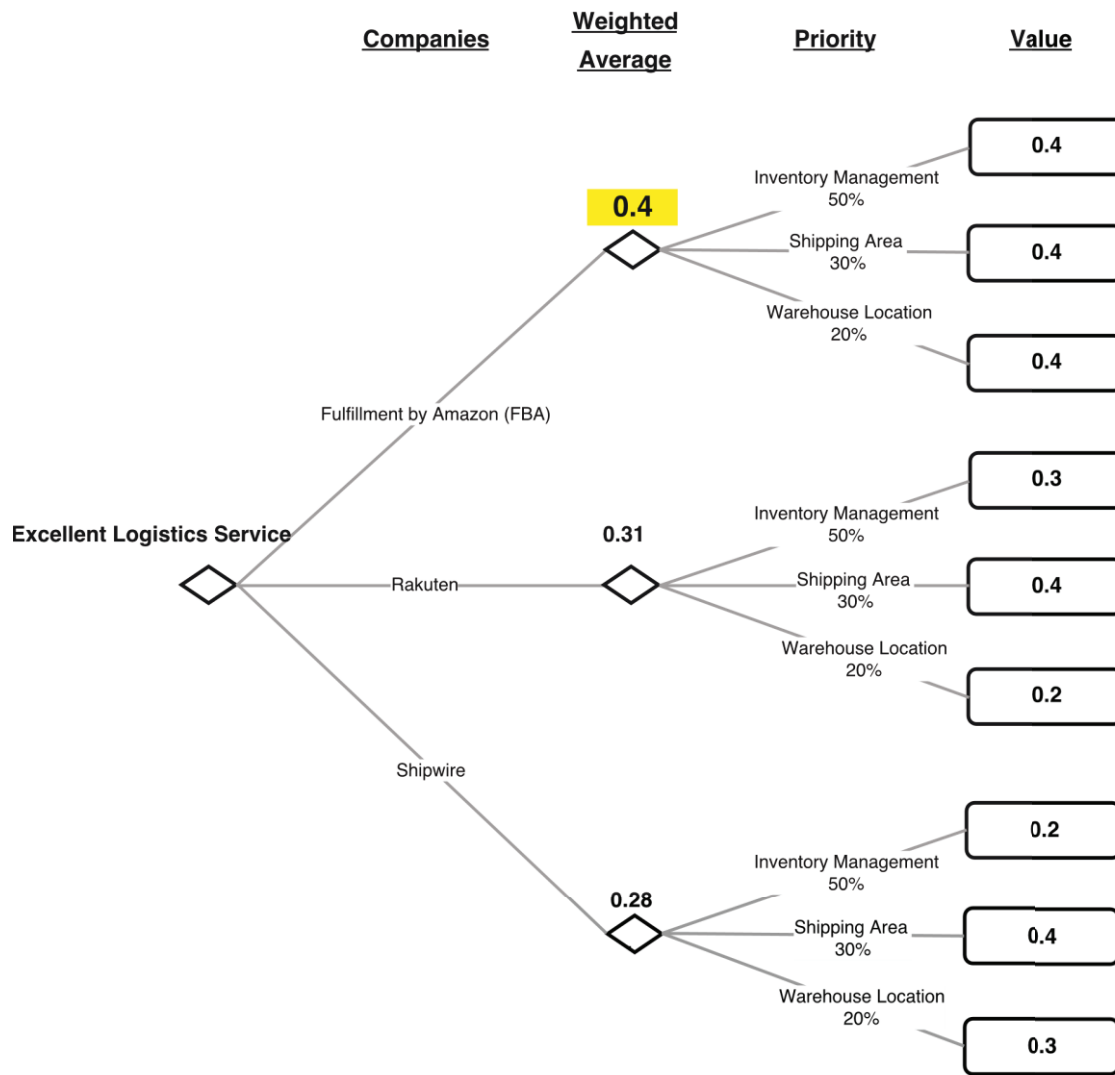 Companies
Weighted
Average
Priority
Value
0.4
Inventory Management
50%
0.4
Shipping Area
30%
0.4
Warehouse Location
20%
0.4
Fulfillment by Amazon (FBA)
0.3
Excellent Logistics Service
0.31
Inventory Management
50%
Rakuten
Shipping Area
30%
0.4
Warehouse Location
20%
0.2
Shipwire
0.2
Inventory Management
50%
0.28
Shipping Area
30%
0.4
Warehouse Location
20%
0.3